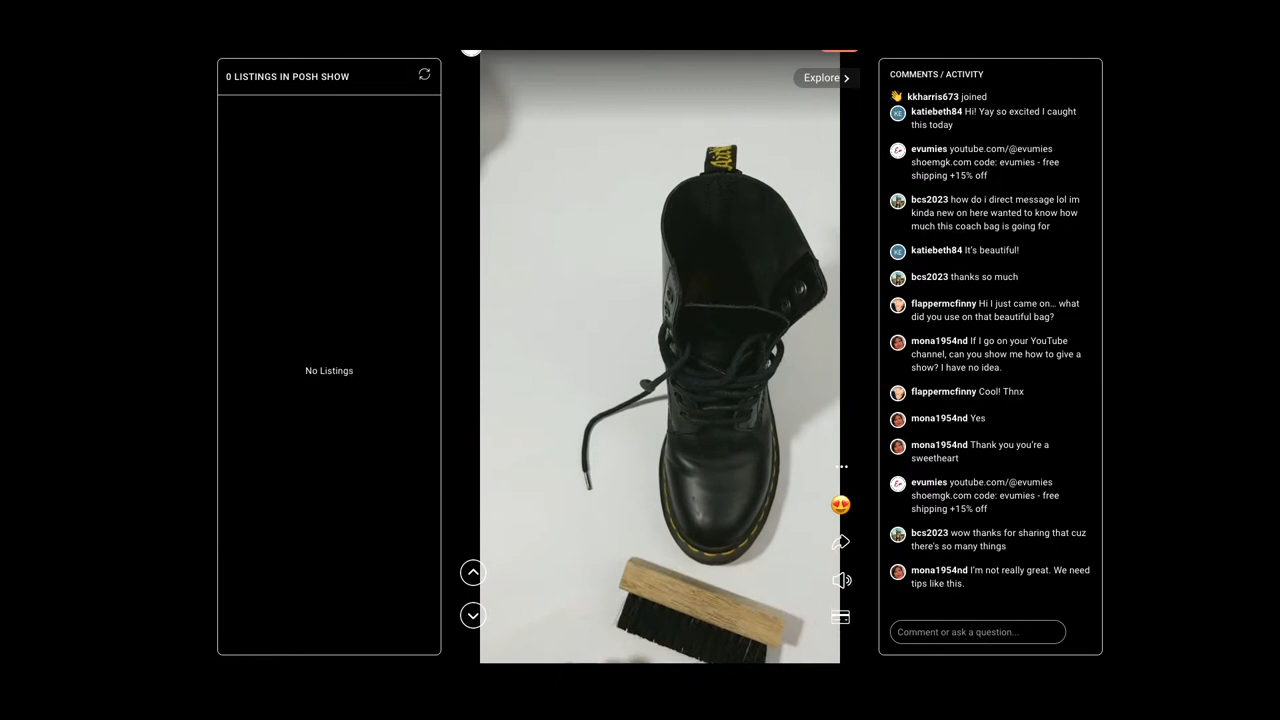 0 LISTINGS IN POSH SHOW
No Listings
Explore
COMMENTS / ACTIVITY
kkharris673 joined
KE
katiebeth84 Hi! Yay so excited I caught
this today
evumies youtube.com/@evumies
shoemgk.com code: evumies - free
shipping +15% off
bcs2023 how do i direct message lol im
kinda new on here wanted to know how
much this coach bag is going for
KE
katiebeth84 It's beautiful!
bcs2023 thanks so much
flappermcfinny Hi I just came on... what
did you use on that beautiful bag?
mona1954nd If I go on your YouTube
channel, can you show me how to give a
show? I have no idea.
flappermcfinny Cool! Thnx
mona1954nd Yes
mona1954nd Thank you you're a
sweetheart
evumies youtube.com/@evumies
shoemgk.com code: evumies - free
shipping +15% off
bcs2023 wow thanks for sharing that cuz
there's so many things
mona1954nd I'm not really great. We need
tips like this.
Comment or ask a question...